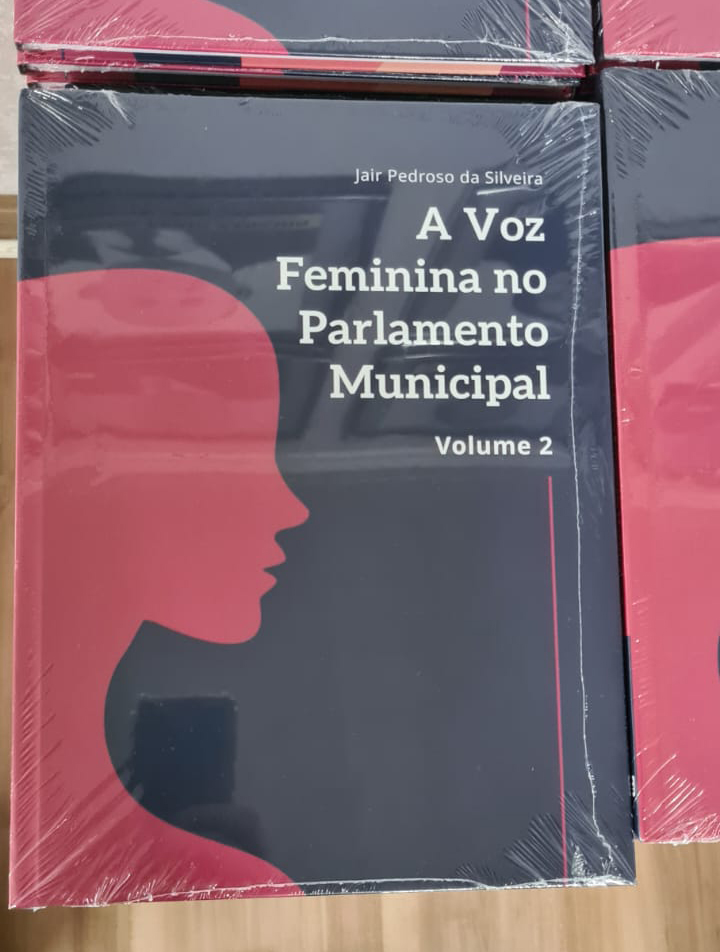 Jair Pedroso da Silveira
A Voz
Feminina no
Parlamento
Municipal
Volume 2